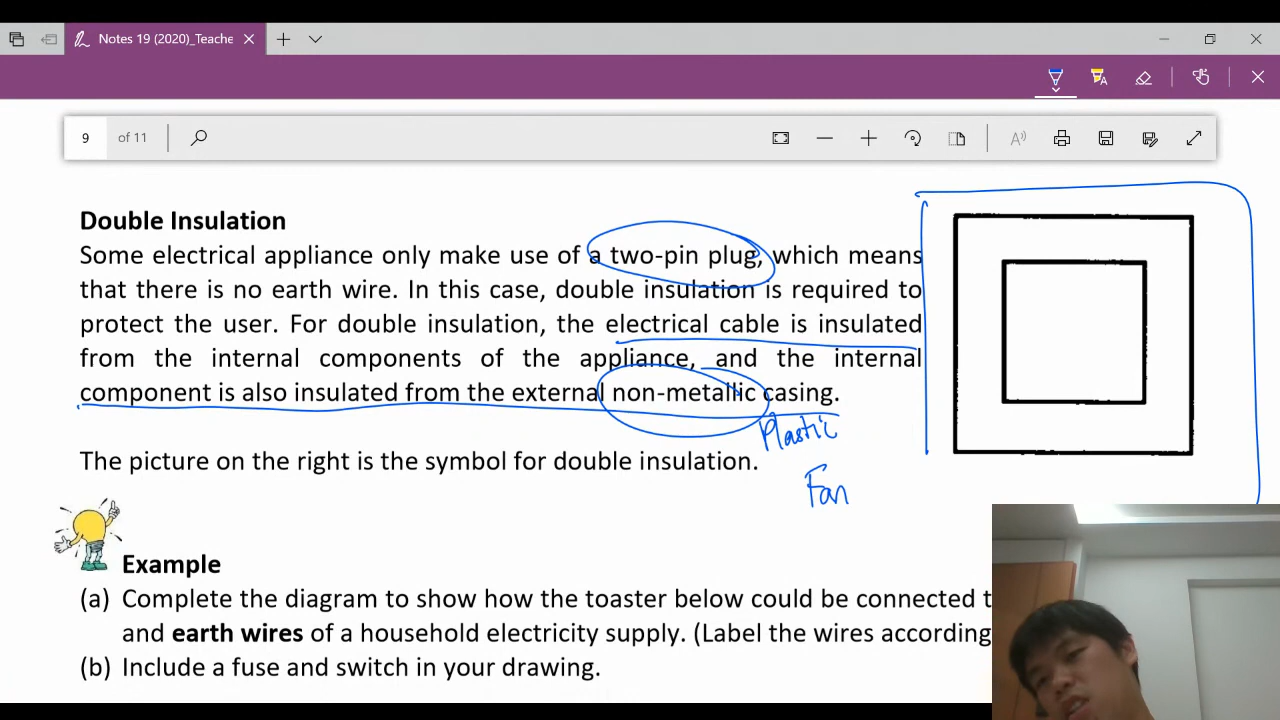 Notes 19 (2020)_Teache
9 of 11
Double Insulation
Some electrical appliance only make use of a two-pin plug, which means
that there is no earth wire. In this case, double insulation is required to
protect the user. For double insulation, the electrical cable is insulated
from the internal components of the appliance, and the internal
component is also insulated from the external non-metallic casing.
Plastic
The picture on the right is the symbol for double insulation.
Fan
Example
(a) Complete the diagram to show how the toaster below could be connected t
and earth wires of a household electricity supply. (Label the wires according
(b) Include a fuse and switch in your drawing.